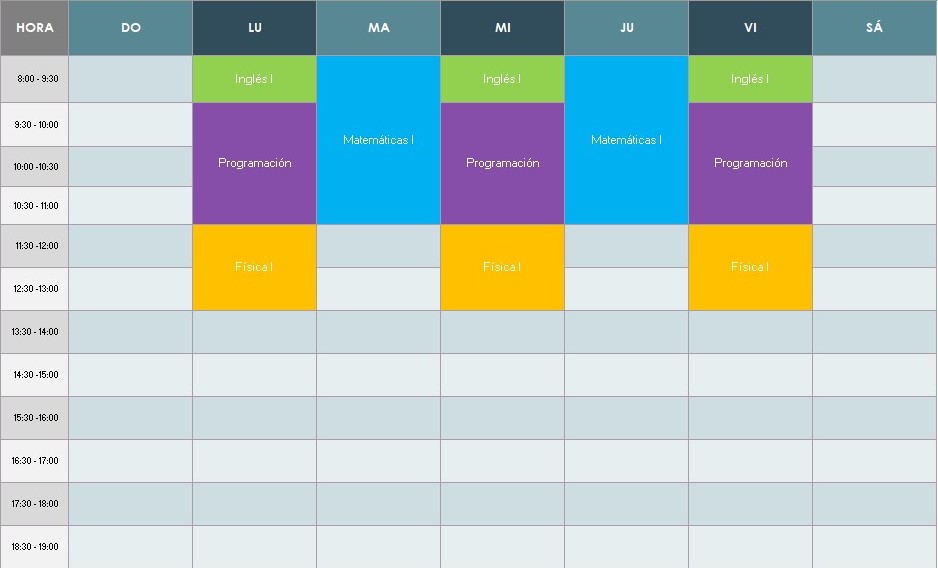 HORA DO LU MA MI JU VI SÁ
8:00 - 9:30 Inglés I Inglés I Inglés I
9:30 - 10:00
Matemáticas I Matemáticas I
10:00 -10:30 Programación Programación Programación
10:30 - 11:00
11:30 -12:00
Física I Física I Física I
12:30 -13:00
13:30 - 14:00
14:30 -15:00
15:30 -16:00
16:30 - 17:00
17:30 - 18:00
18:30 - 19:00